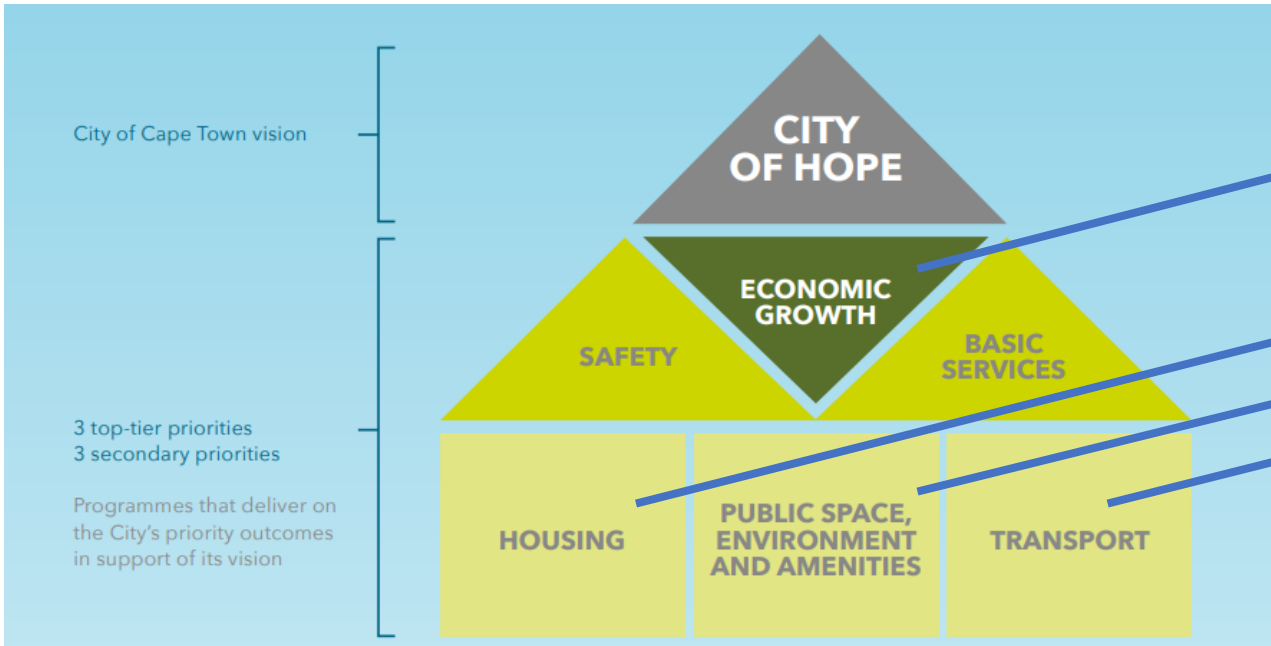 City of Cape Town vision
CITY
OF HOPE
ECONOMIC
GROWTH
SAFETY
BASIC
SERVICES
3 top-tier priorities
3 secondary priorities
Programmes that deliver on
the City's priority outcomes
in support of its vision
HOUSING
PUBLIC SPACE,
ENVIRONMENT
AND AMENITIES
TRANSPORT